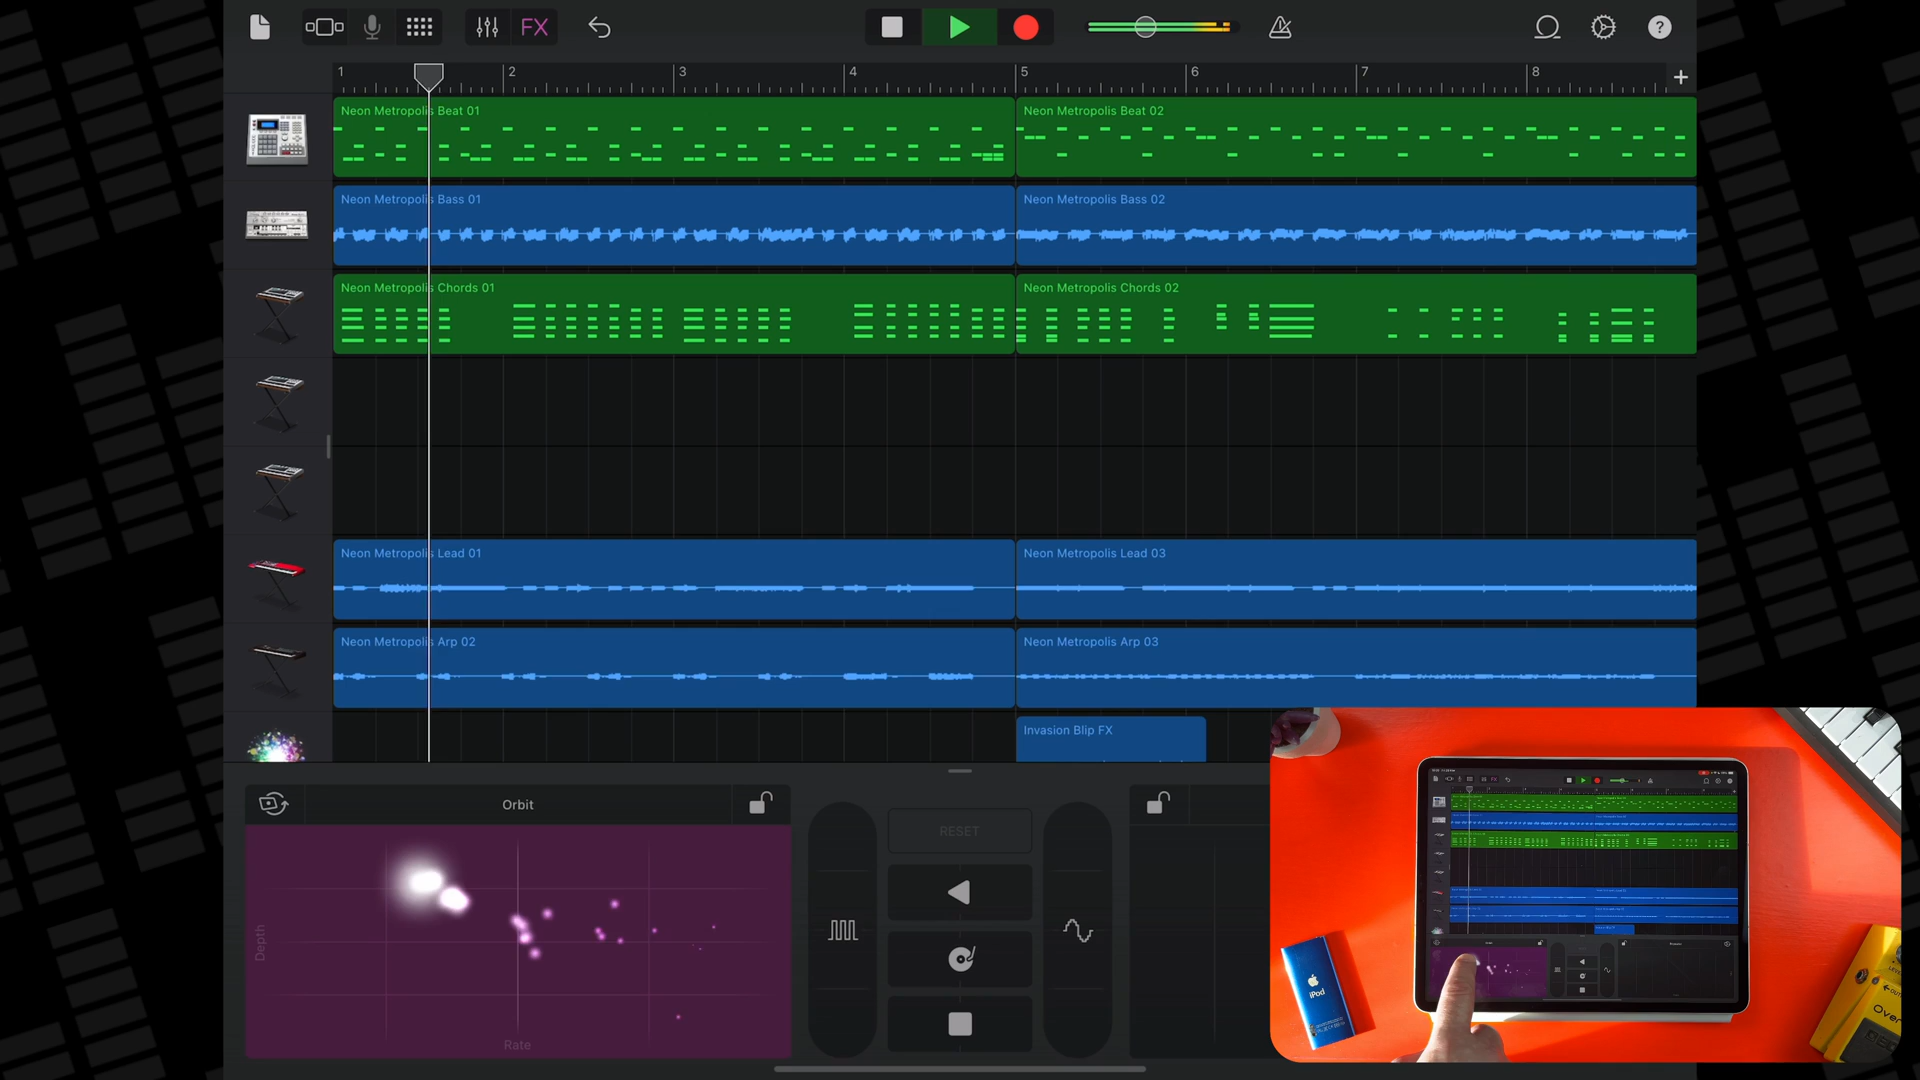 FX
?
1 2 3 4 5 6 7 8 +
Neon Metropolis Beat 01
Neon Metropolis Beat 02
Neon Metropolis Bass 01
Neon Metropolis Bass 02
Neon Metropolis Chords 01
Neon Metropolis Chords 02
Neon Metropolis Lead 01
Neon Metropolis Lead 03
Neon Metropolis Arp 02
Neon Metropolis Arp 03
Invasion Blip FX
Orbit
RESET
Depth
Rate
iPod
Over